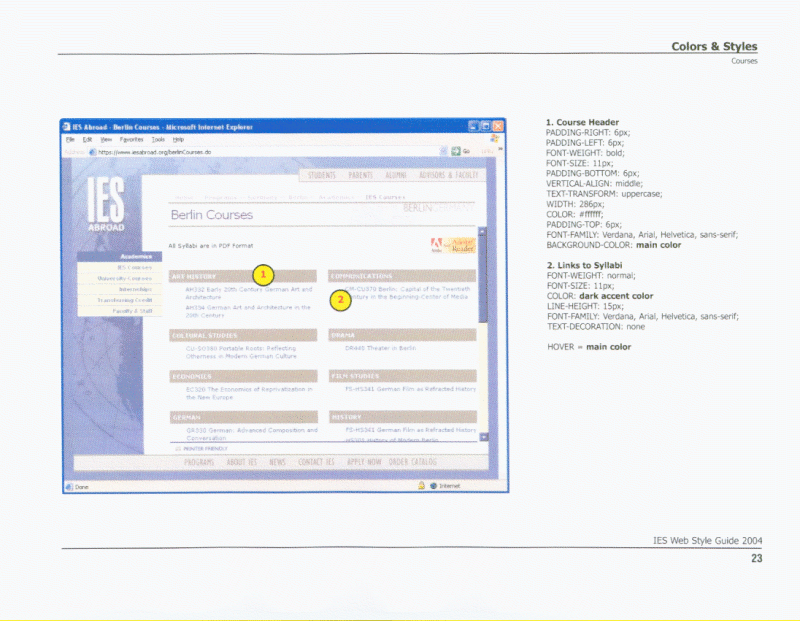 Colors & Styles
Courses
IES Abroad - Berlin Courses - Microsoft Internet Explorer
File Edit View Favorites Tools Help
Address https://www.iesabroad.org/berlinCourses.do Go
STUDENTS PARENTS ALUMNI ADVISORS & FACULTY
IES
ABROAD
IES Courses
BERLIN GERMANY
Berlin Courses
All Syllabi are in PDF Format
Adobe Reader
Academics
IES Courses
University Courses
Internships
Transferring Credit
Faculty & Staff
ART HISTORY
1
AH332 Early 20th Century German Art and
Architecture
AH356 German Art and Architecture in the
20th Century
COMMUNICATIONS
2
CM-CU370 Berlin, Capital of the Twentieth
Century in the Beginning Center of Media
CULTURAL STUDIES
Portable Roots: Reflecting
Otherness in Modern German Culture
DRAMA
Theater in Berlin
ECONOMICS
EC320 The Economics of Reprivatisation in
the New Europe
FILM STUDIES
FS-HS341 German Film as Refracted History
GERMAN
German: Advanced Composition and
Conversation
HISTORY
FS-HS341 German Film as Refracted History
History of Modern Berlin
PRINTER FRIENDLY
PROGRAMS ABOUT IES NEWS CONTACT IES APPLY NOW ORDER CATALOG
Done Internet
1. Course Header
PADDING-RIGHT: 6px;
PADDING-LEFT: 6px;
FONT-WEIGHT: bold;
FONT-SIZE: 11px;
PADDING-BOTTOM: 6px;
VERTICAL-ALIGN: middle;
TEXT-TRANSFORM: uppercase;
WIDTH: 286px;
COLOR: #ffffff;
PADDING-TOP: 6px;
FONT-FAMILY: Verdana, Arial, Helvetica, sans-serif;
BACKGROUND-COLOR: main color
2. Links to Syllabi
FONT-WEIGHT: normal;
FONT-SIZE: 11px;
COLOR: dark accent color
LINE-HEIGHT: 15px;
FONT-FAMILY: Verdana, Arial, Helvetica, sans-serif;
TEXT-DECORATION: none
HOVER = main color
IES Web Style Guide 2004
23